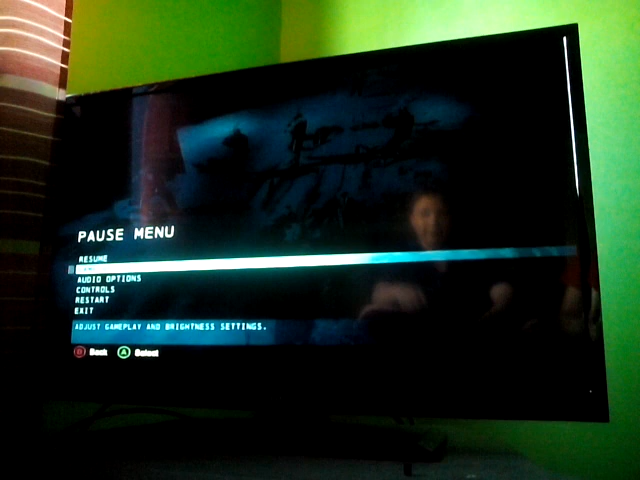 PAUSE MENU
RESUME
AUDIO OPTIONS
CONTROLS
RESTART
EXIT
ADJUST GAMEPLAY AND BRIGHTNESS SETTINGS.
Back
A Select